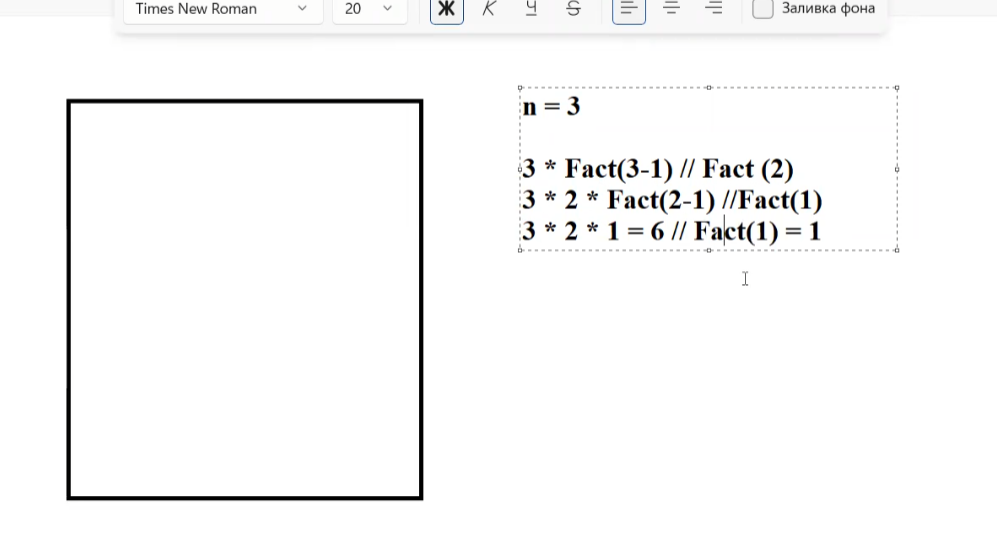 Times New Roman 20 Ж К Ч S Заливка фона
n = 3
3 * Fact(3-1) // Fact (2)
3 * 2 * Fact(2-1) //Fact(1)
3 * 2 * 1 = 6 // Fact(1) = 1